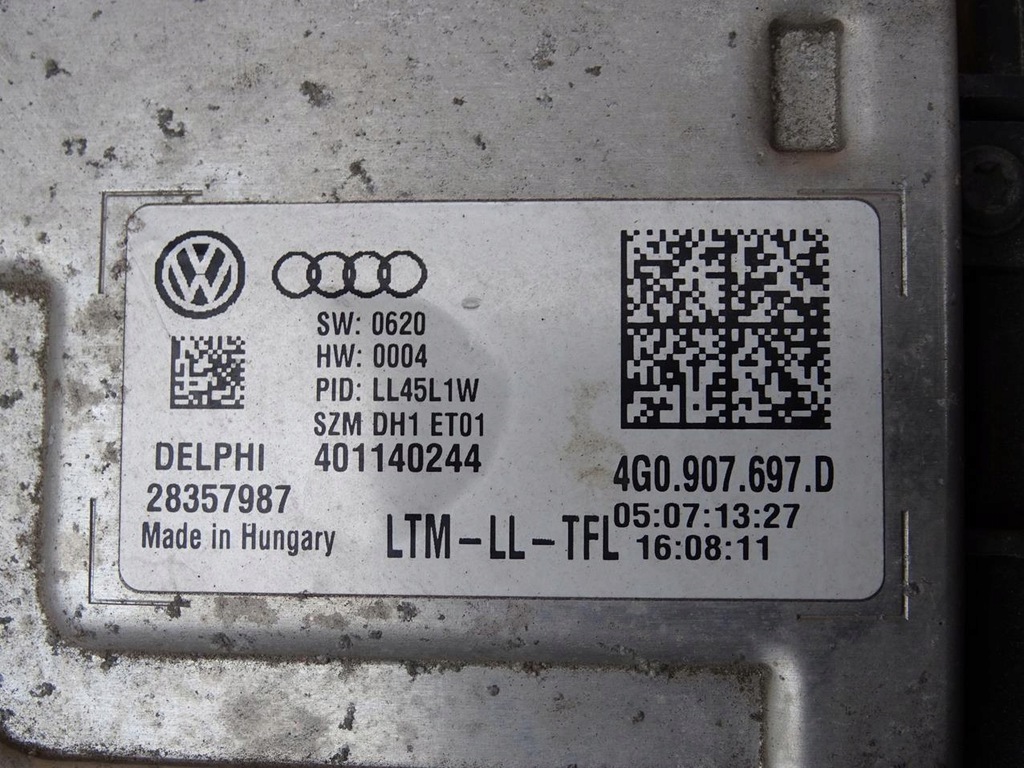 SW: 0620
HW: 0004
PID: LL45L1W
SZM DH1 ET01
DELPHI 401140244
28357987
Made in Hungary
LTM-LL-TFL
4G0.907.697.D
05:07:13:27
16:08:11